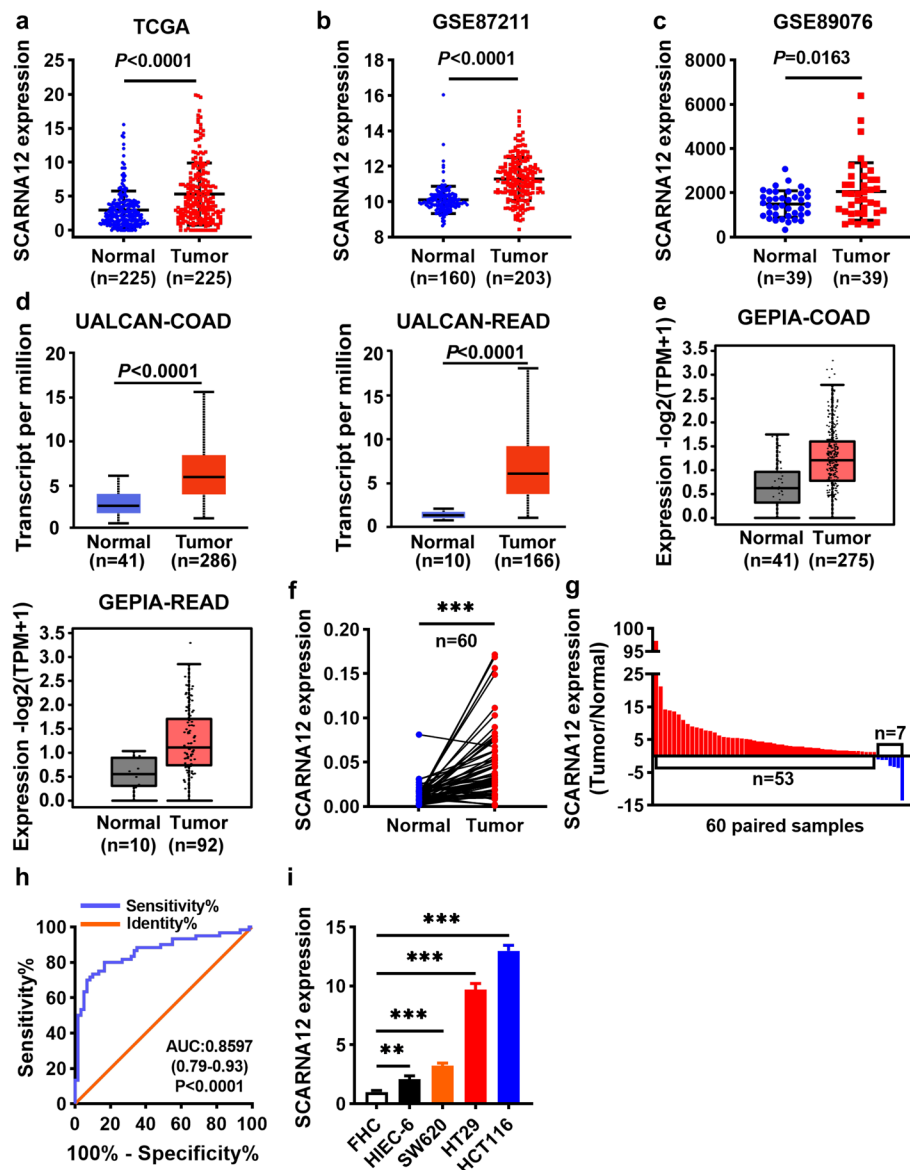 a
TCGA
SCARNA12 expression
25
20
15
10
5
0
P<0.0001
Normal
(n=225)
Tumor
(n=225)
b
GSE87211
SCARNA12 expression
18
16
14
12
10
8
P<0.0001
Normal
(n=160)
Tumor
(n=203)
c
GSE89076
SCARNA12 expression
8000
6000
4000
2000
0
P=0.0163
Normal
(n=39)
Tumor
(n=39)
d
UALCAN-COAD
Transcript per million
20
15
10
5
0
P<0.0001
Normal
(n=41)
Tumor
(n=286)
UALCAN-READ
Transcript per million
20
15
10
5
0
P<0.0001
Normal
(n=10)
Tumor
(n=166)
e
GEPIA-COAD
Expression -log2(TPM+1)
3.5
3.0
2.5
2.0
1.5
1.0
0.5
0.0
Normal
(n=41)
Tumor
(n=275)
GEPIA-READ
Expression -log2(TPM+1)
3.5
3.0
2.5
2.0
1.5
1.0
0.5
0.0
Normal
(n=10)
Tumor
(n=92)
f
SCARNA12 expression
0.20
0.15
0.10
0.05
0.00
***
n=60
Normal
Tumor
g
SCARNA12 expression
(Tumor/Normal)
100
95
25
15
5
-5
-15
n=53
n=7
60 paired samples
h
Sensitivity%
Identity%
Sensitivity%
100
80
60
40
20
0
AUC:0.8597
(0.79-0.93)
P<0.0001
0 20 40 60 80 100
100% - Specificity%
i
SCARNA12 expression
15
10
5
0
***
***
***
**
FHC
HIEC-6
SW620
HT29
HCT116